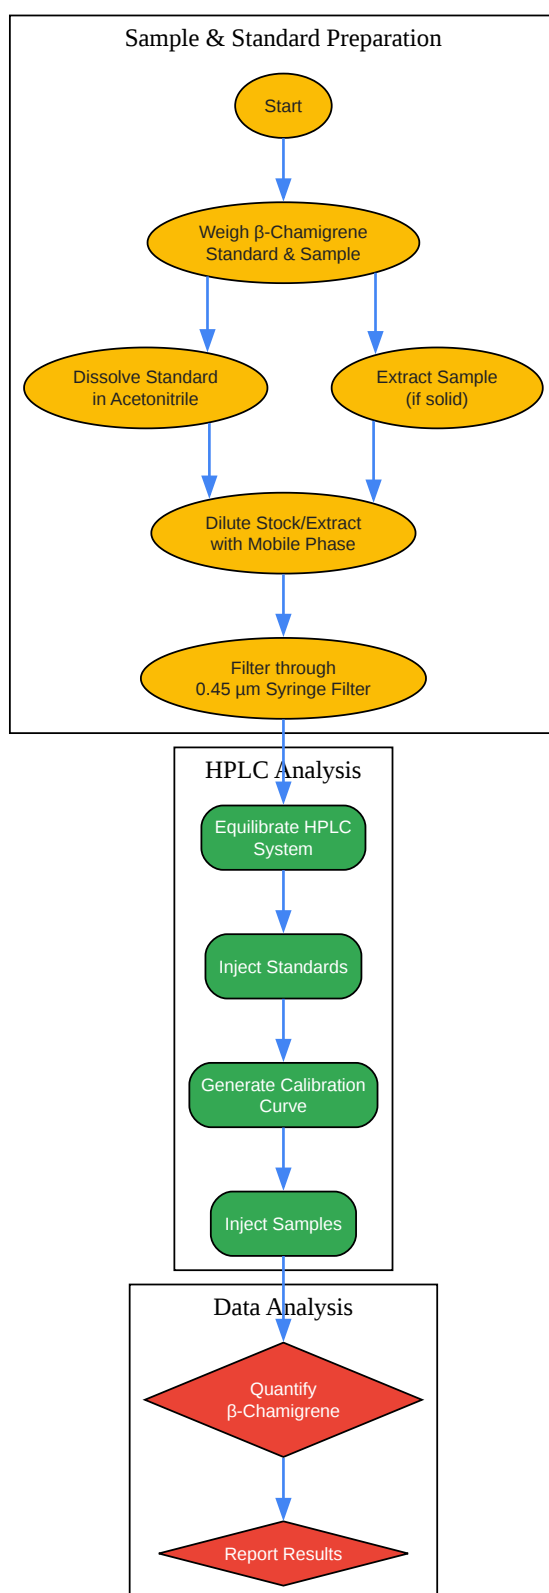 Sample & Standard Preparation
Start
Weigh β-Chamigrene
Standard & Sample
Dissolve Standard
in Acetonitrile
Extract Sample
(if solid)
Dilute Stock/Extract
with Mobile Phase
Filter through
0.45 µm Syringe Filter
HPLC Analysis
Equilibrate HPLC
System
Inject Standards
Generate Calibration
Curve
Inject Samples
Data Analysis
Quantify
β-Chamigrene
Report Results